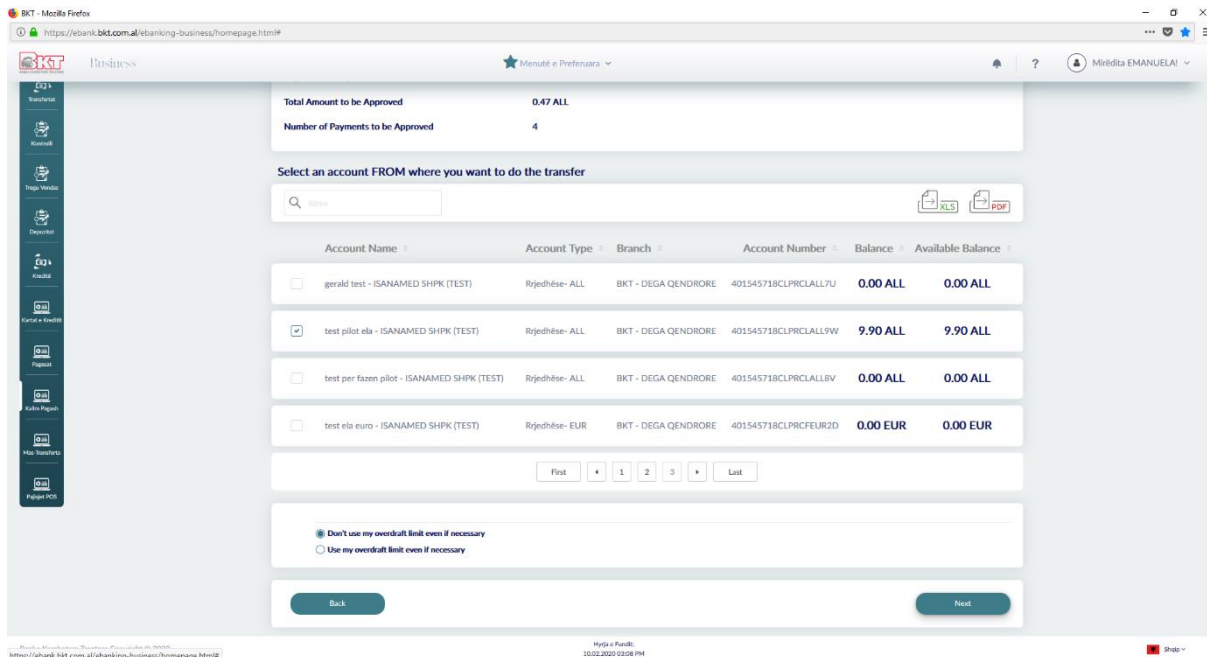 BKT - Mozilla Firefox
https://ebank.bkt.com.al/ebanking-business/homepage.html#
BKT
Business
Menutë e Preferuara
?
Mirëdita EMANUELA!
Transfertat
Kontrolli
Depozitat
Kreditë
Kartat e Kreditit
Pagesat
Kalim Pagash
Mas-Transferta
Pajisjet POS
Total Amount to be Approved 0.47 ALL
Number of Payments to be Approved 4
Select an account FROM where you want to do the transfer
XLS PDF
Account Name Account Type Branch Account Number Balance Available Balance
gerald test - ISANAMED SHPK (TEST) Rrjedhëse- ALL BKT - DEGA QENDRORE 401545718CLPRCLALL7U 0.00 ALL 0.00 ALL
test pilot ela - ISANAMED SHPK (TEST) Rrjedhëse- ALL BKT - DEGA QENDRORE 401545718CLPRCLALL9W 9.90 ALL 9.90 ALL
test per fazen pilot - ISANAMED SHPK (TEST) Rrjedhëse- ALL BKT - DEGA QENDRORE 401545718CLPRCLALL8V 0.00 ALL 0.00 ALL
test ela euro - ISANAMED SHPK (TEST) Rrjedhëse- EUR BKT - DEGA QENDRORE 401545718CLPRCFEUR2D 0.00 EUR 0.00 EUR
First 1 2 3 Last
Don't use my overdraft limit even if necessary
Use my overdraft limit even if necessary
Back Next
https://ebank.bkt.com.al/ebanking-business/homepage.html#
Hyrja e Fundit:
10.02.2020 03:08 PM
Shqip